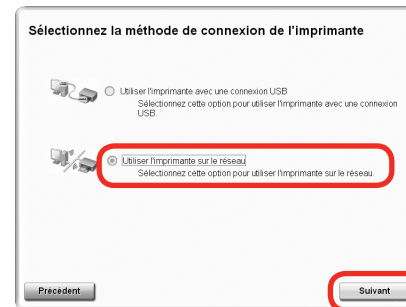 Sélectionnez la méthode de connexion de l'imprimante
Utiliser l'imprimante avec une connexion USB
Sélectionnez cette option pour utiliser l'imprimante avec une connexion
USB.
Utiliser l'imprimante sur le réseau
Sélectionnez cette option pour utiliser l'imprimante sur le réseau.
Précédent
Suivant